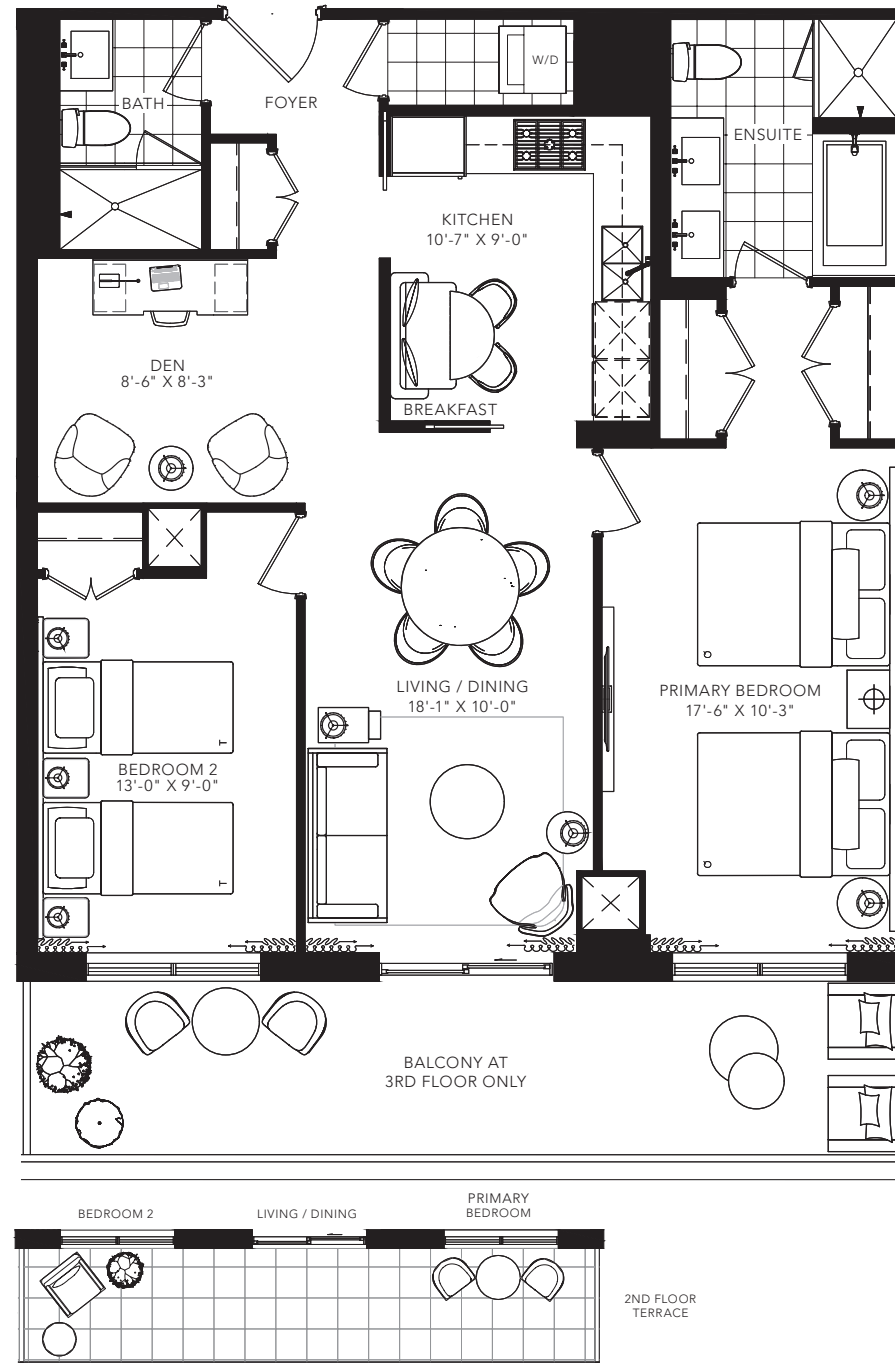 W/D
BATH
FOYER
ENSUITE
KITCHEN
10'-7" X 9'-0"
DEN
8'-6" X 8'-3"
BREAKFAST
LIVING / DINING
18'-1" X 10'-0"
PRIMARY BEDROOM
17'-6" X 10'-3"
BEDROOM 2
13'-0" X 9'-0"
BALCONY AT
3RD FLOOR ONLY
BEDROOM 2
LIVING / DINING
PRIMARY
BEDROOM
2ND FLOOR
TERRACE